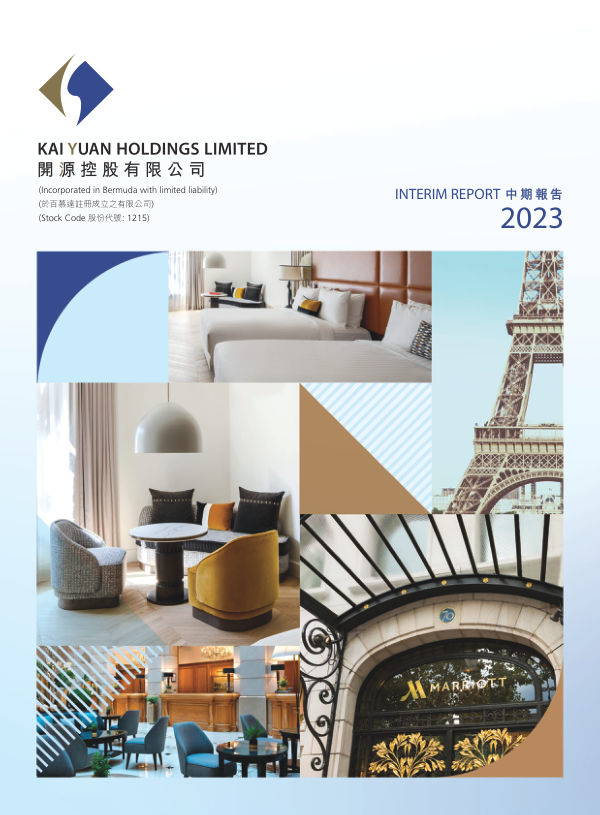 KAI YUAN HOLDINGS LIMITED
開源控股有限公司
(Incorporated in Bermuda with limited liability)
(於百慕達註冊成立之有限公司)
(Stock Code 股份代號: 1215)
INTERIM REPORT 中期報告
2023
70
MARRIOTT